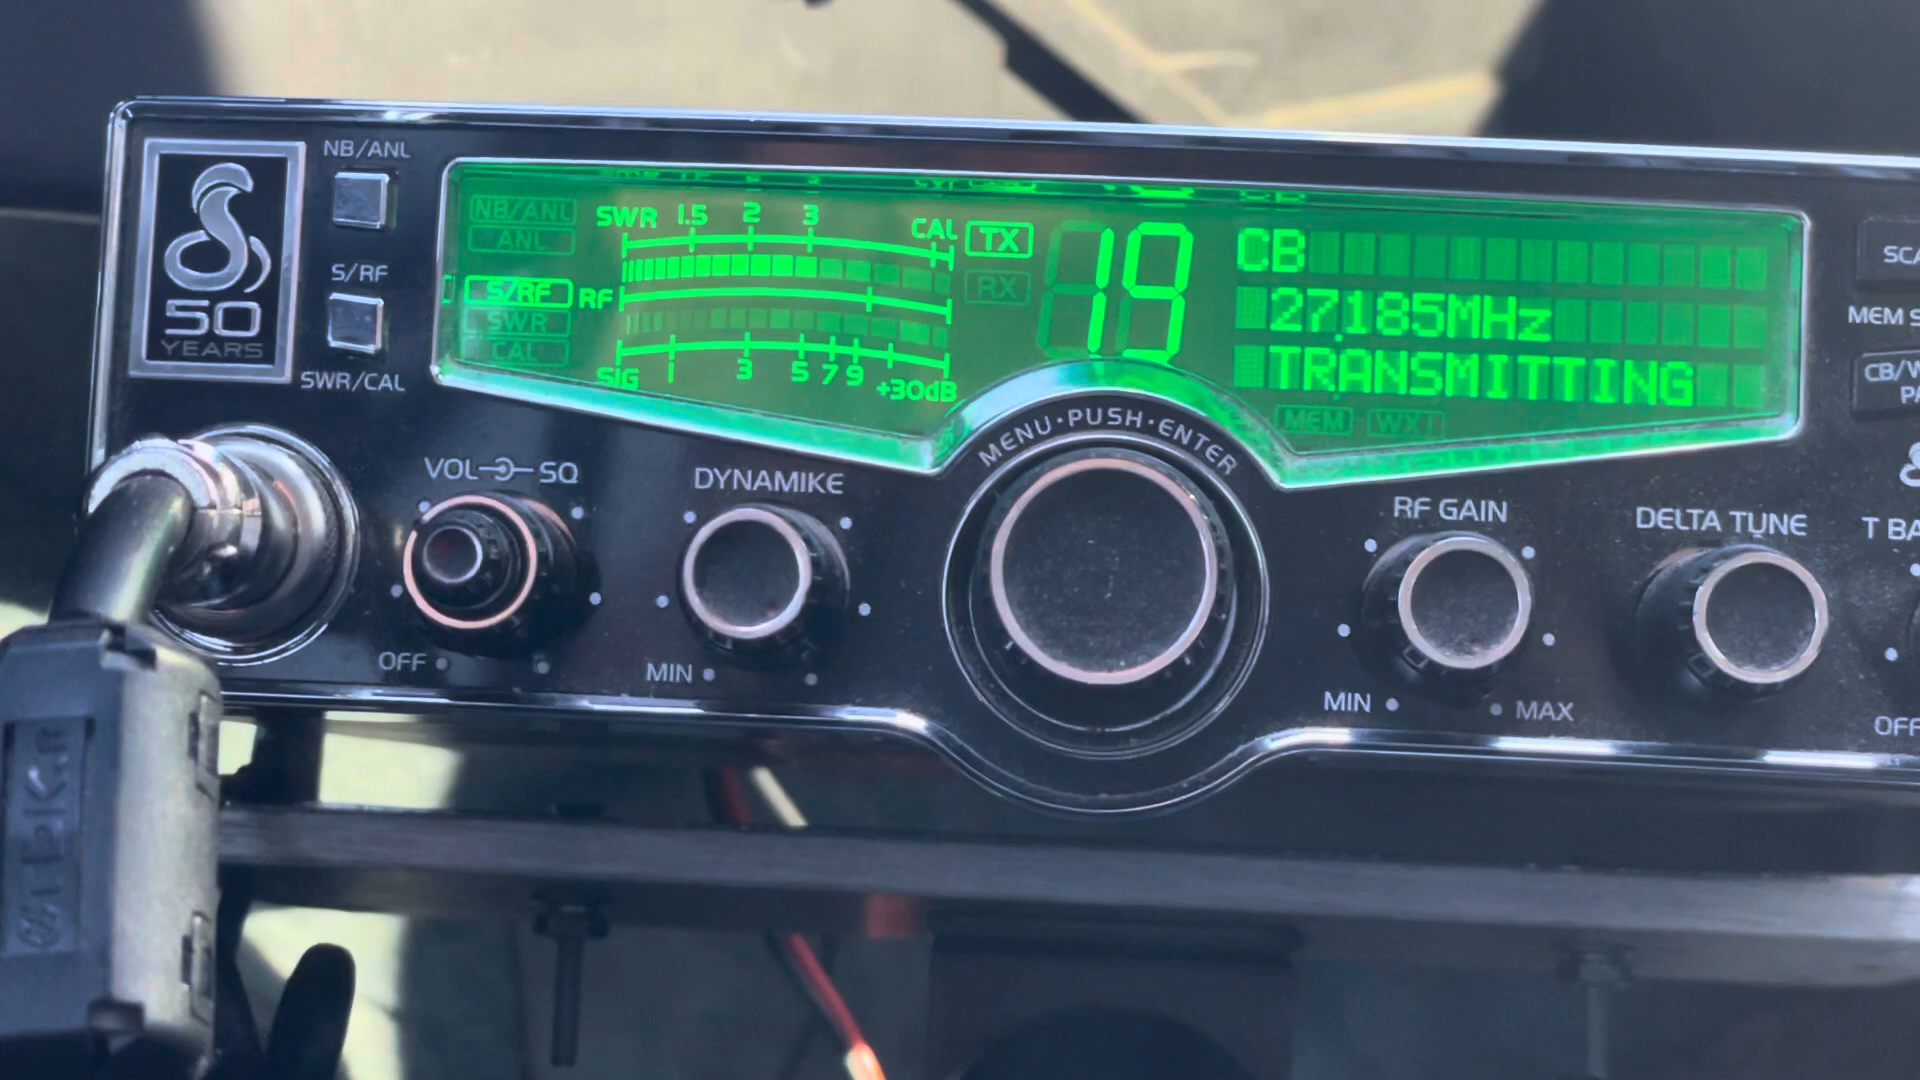 50
YEARS
NB/ANL
S/RF
SWR/CAL
NB/ANL
ANL
S/RF
SWR
CAL
SWR 1.5 2 3 CAL
RF
SIG 1 3 5 7 9 +30dB
TX
RX
19
CB
27.185MHz
TRANSMITTING
MEM WX
MENU·PUSH·ENTER
VOL SQ
OFF
DYNAMIKE
MIN
RF GAIN
MIN MAX
DELTA TUNE
SCA
MEM S
CB/W
PA
T BA
OFF